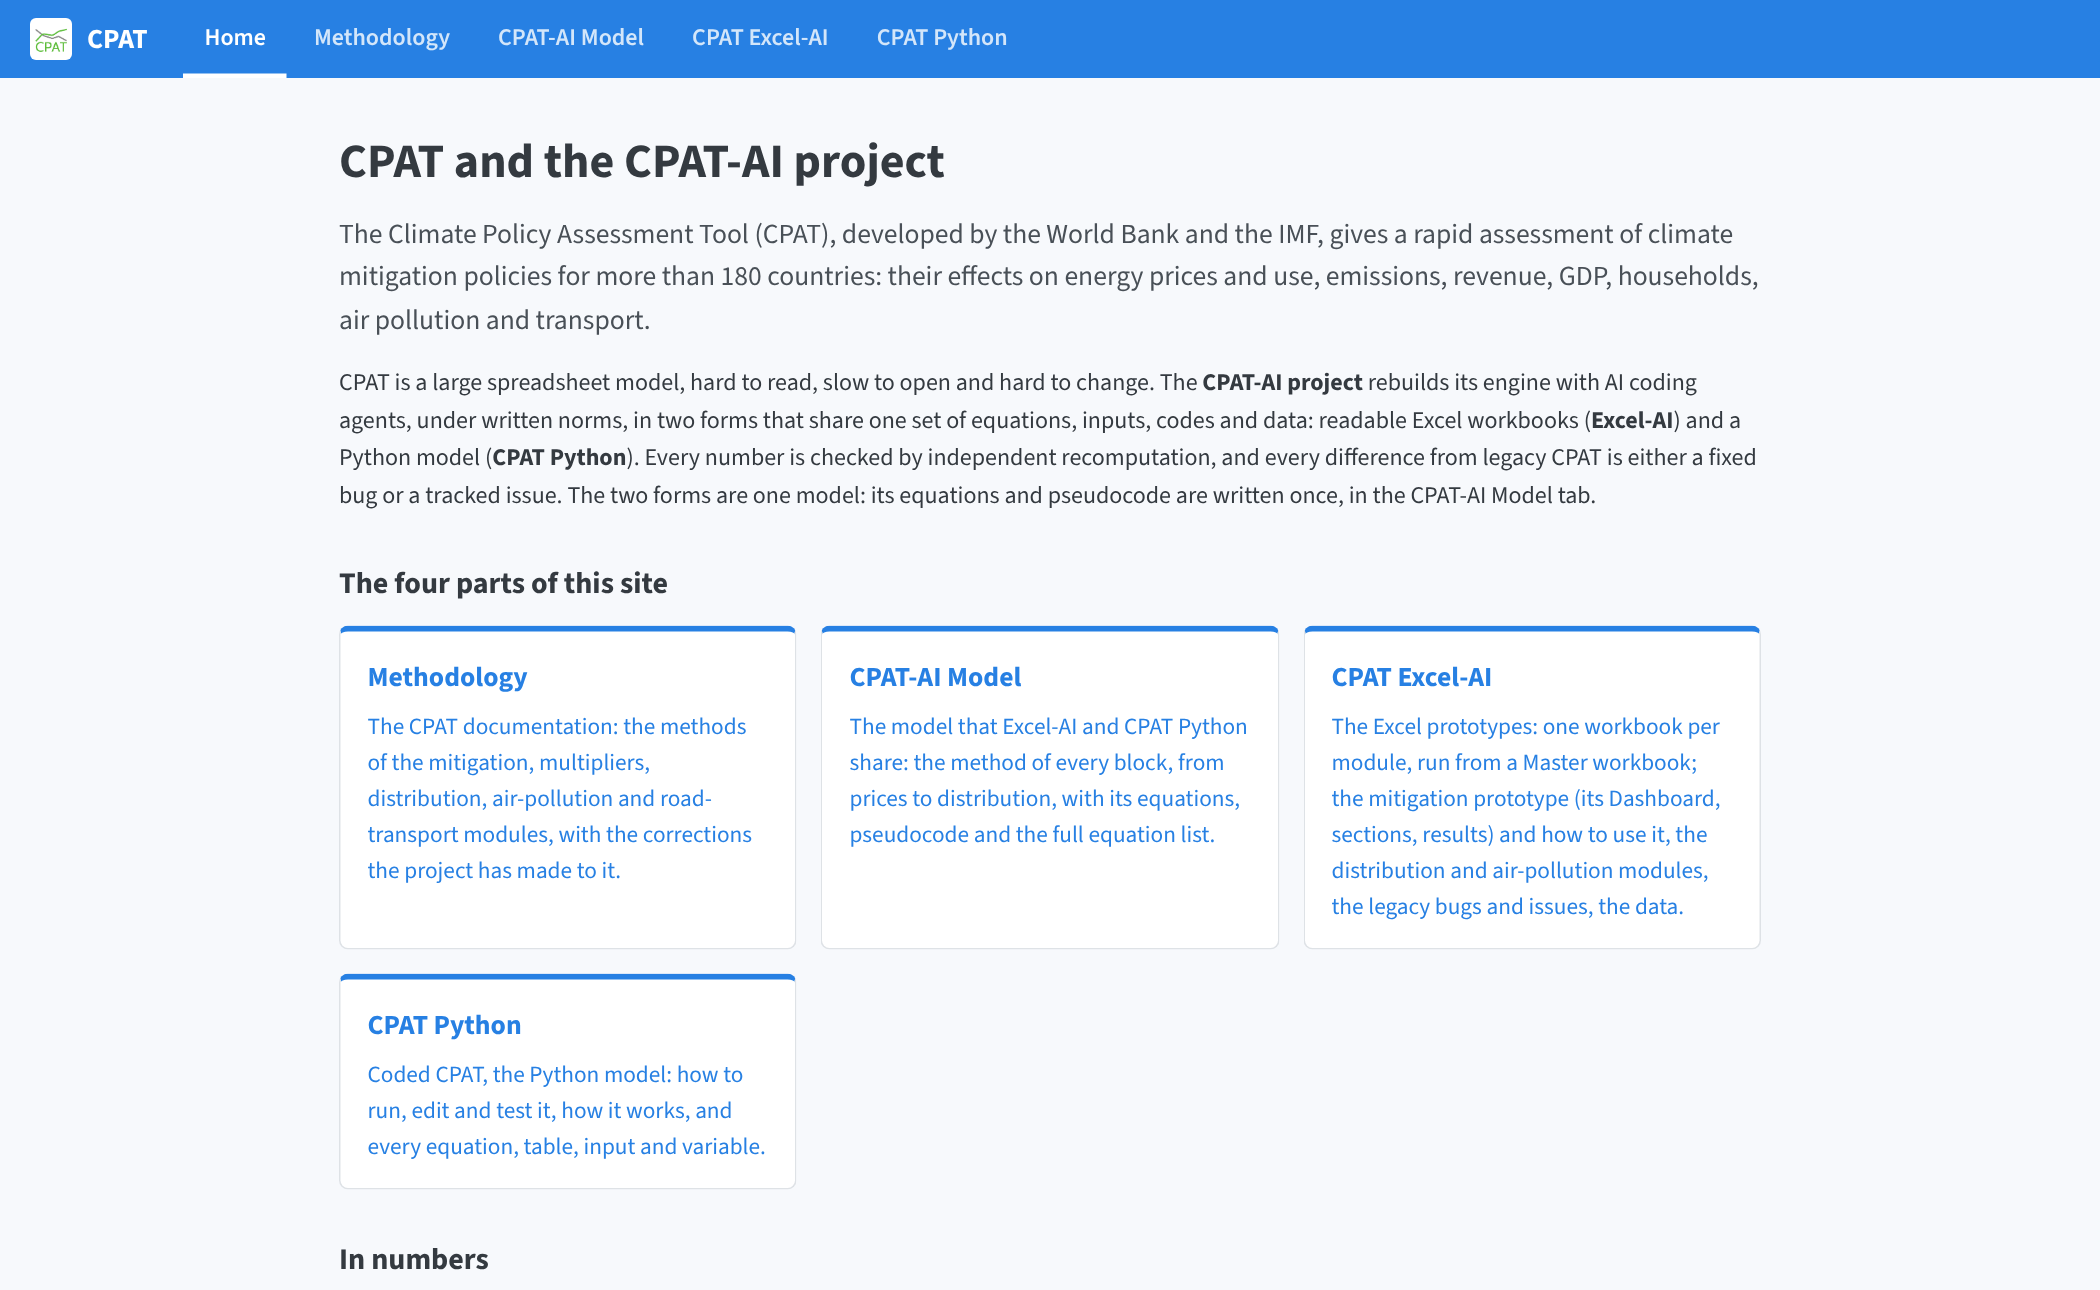 CPAT
CPAT
Home
Methodology
CPAT-AI Model
CPAT Excel-AI
CPAT Python
CPAT and the CPAT-AI project
The Climate Policy Assessment Tool (CPAT), developed by the World Bank and the IMF, gives a rapid assessment of climate
mitigation policies for more than 180 countries: their effects on energy prices and use, emissions, revenue, GDP, households,
air pollution and transport.
CPAT is a large spreadsheet model, hard to read, slow to open and hard to change. The CPAT-AI project rebuilds its engine with AI coding
agents, under written norms, in two forms that share one set of equations, inputs, codes and data: readable Excel workbooks (Excel-AI) and a
Python model (CPAT Python). Every number is checked by independent recomputation, and every difference from legacy CPAT is either a fixed
bug or a tracked issue. The two forms are one model: its equations and pseudocode are written once, in the CPAT-AI Model tab.
The four parts of this site
Methodology
The CPAT documentation: the methods
of the mitigation, multipliers,
distribution, air-pollution and road-
transport modules, with the corrections
the project has made to it.
CPAT-AI Model
The model that Excel-AI and CPAT Python
share: the method of every block, from
prices to distribution, with its equations,
pseudocode and the full equation list.
CPAT Excel-AI
The Excel prototypes: one workbook per
module, run from a Master workbook;
the mitigation prototype (its Dashboard,
sections, results) and how to use it, the
distribution and air-pollution modules,
the legacy bugs and issues, the data.
CPAT Python
Coded CPAT, the Python model: how to
run, edit and test it, how it works, and
every equation, table, input and variable.
In numbers